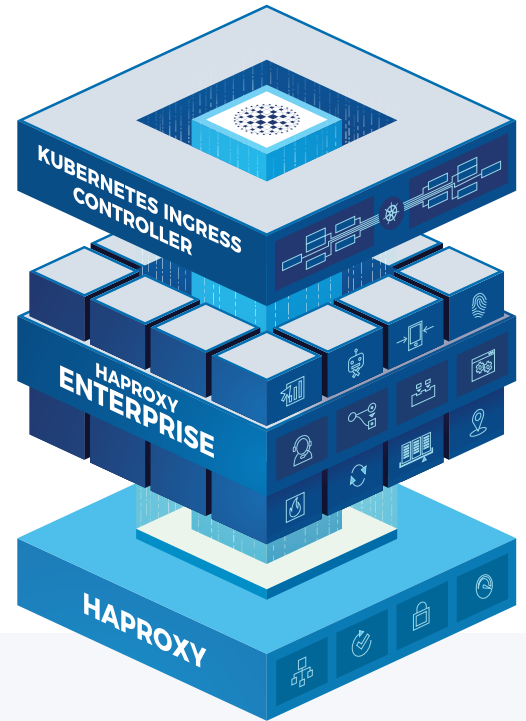 KUBERNETES INGRESS
CONTROLLER
HAPROXY
ENTERPRISE
HAPROXY